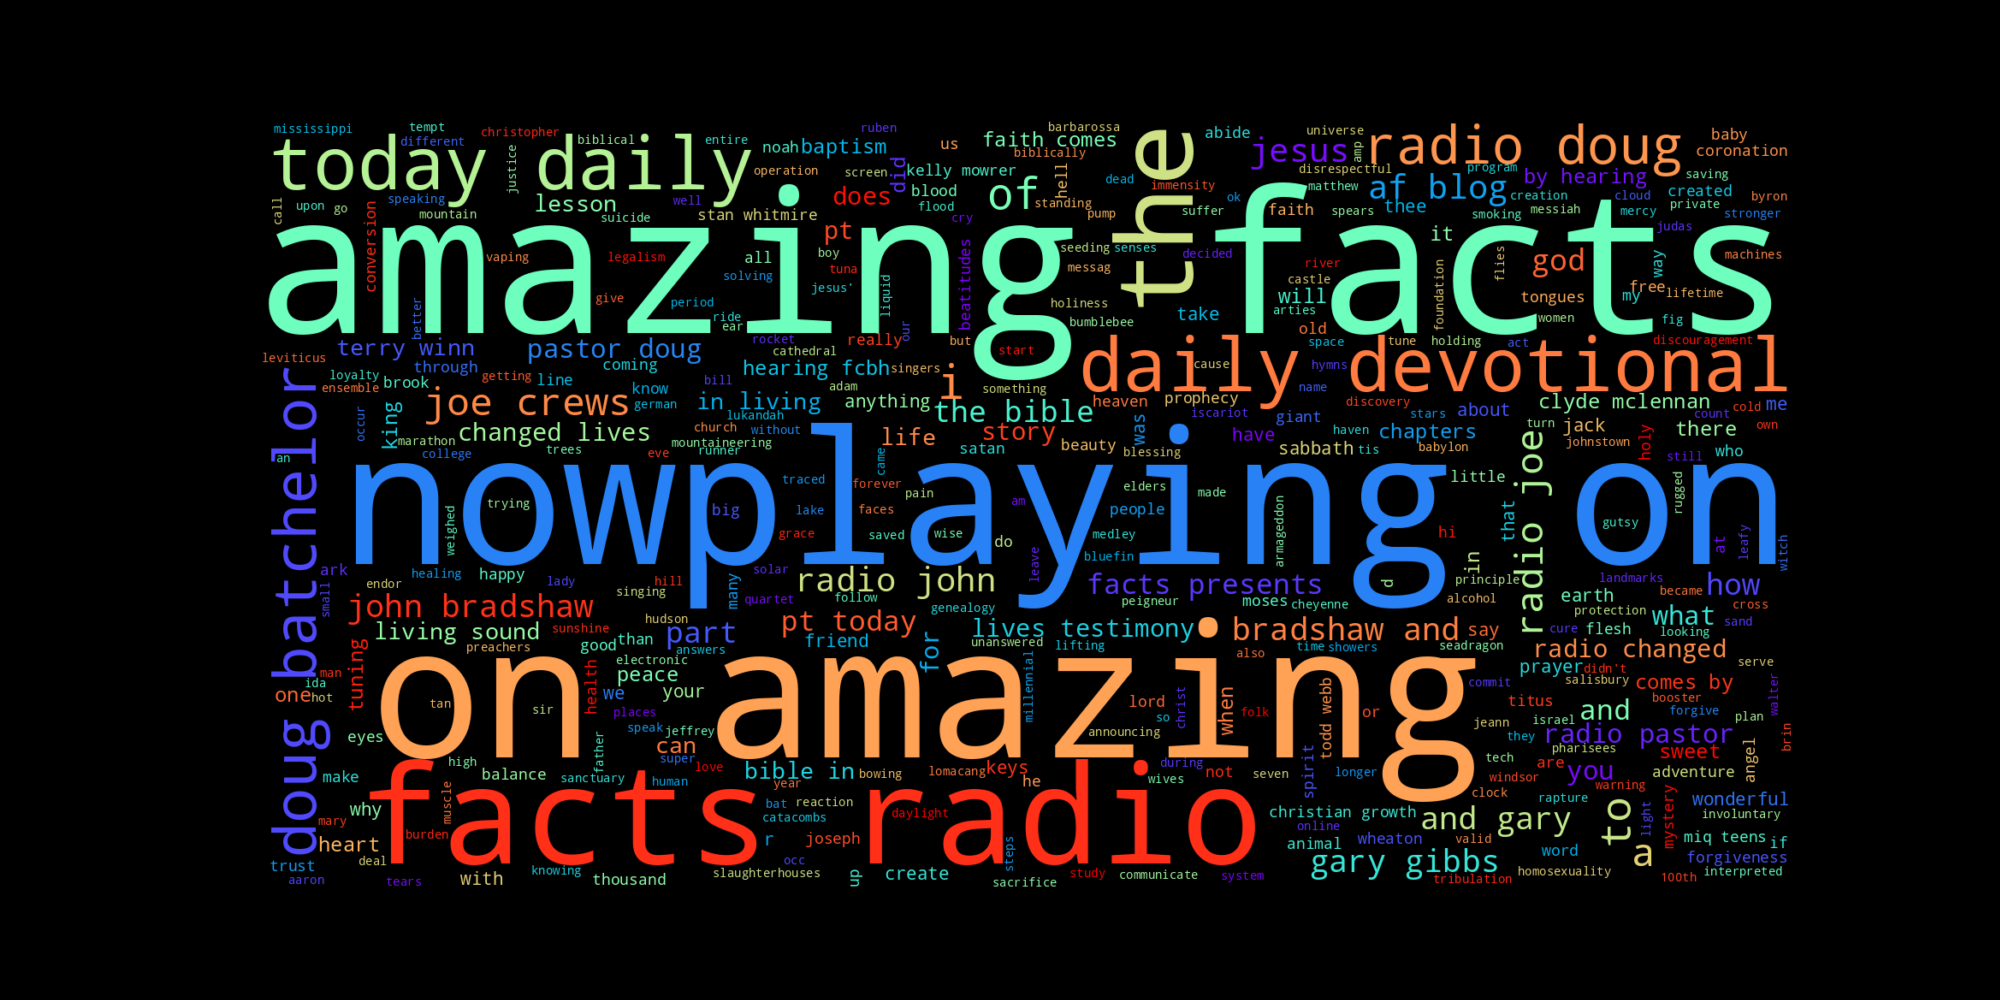 mississippi
tempt
christopher
biblical
entire
ruben
us
faith comes
barbarossa
abide
universe
baby
different
today daily
justice
noah
baptism
did
biblically
the
jesus
amp
radio doug
coronation
operation
screen
kelly mowrer
dead
disrespectful
program
by hearing
saving
call
upon
go
speaking
lesson
suicide
well
does
blood
of
hell
immensity
matthew
af blog
creation
created
cloud
mountain
stan whitmire
flood
standing
pump
suffer
ok
faith
spears
thee
smoking
messiah
private
mercy
byron
stronger
conversion
vaping
legalism
pt
cry
beatitudes
seeding
senses
decided
it
judas
amazing facts
all
boy
tuna
solving
jesus'
liquid
messag
river
castle
foundation
flies
god
way
machines
give
period
holiness
will
tongues
free
my
lifetime
better
ride
ear
bumblebee
take
arties
women
fig
leviticus
terry winn
pastor doug
rocket
really
our
but
start
old
space
tune
holding
act
discouragement
loyalty
through
coming
cathedral
hearing fcbh
singers
i
cause
hymns
daily devotional
ensemble
brook
getting
line
know
bill
adam
something
name
joe crews
german
in living
anything
the bible
heaven
prophecy
discovery
clyde mclennan
me
occur
king
lukandah
iscariot
giant
stars
about
count
cold
doug batchelor
marathon
changed lives
church
without
life
story
was
have
haven
chapters
turn
jack
there
own
an
college
trees
eve
mountaineering
runner
came
satan
beauty
blessing
sabbath
tis
babylon
radio joe
johnstown
holy
still
who
nowplaying on
trying
traced
forever
pain
elders
made
little
rugged
weighed
big
lake
faces
am
people
armageddon
that
gutsy
grace
saved
wise
medley
hi
at
leafy
do
bluefin
in
witch
ark
healing
happy
leave
endor
lady
hill
many
solar
radio john
facts presents
d
principle
landmarks
how
small
singing
quartet
follow
peigneur
moses
cheyenne
alcohol
earth
became
john bradshaw
hudson
genealogy
protection
what
cross
living sound
sunshine
than
part
pt today
for
lives testimony
bradshaw and
say
cure
flesh
looking
sand
tuning
preachers
good
answers
friend
unanswered
lifting
also
time
showers
seadragon
radio changed
man
electronic
millennial
prayer
didn't
serve
one
hot
ida
health
peace
on amazing
commit
salisbury
comes by
walter
we
your
lord
christ
when
titus
booster
tan
sir
places
so
folk
todd webb
or
and
forgive
plan
eyes
speak
jeffrey
announcing
jeann
israel
they
radio pastor
brin
father
can
spirit
pharisees
high
super
tech
sweet
angel
make
balance
sanctuary
love
human
bible in
bowing
lomacang
keys
he
not
during
seven
wives
longer
windsor
are
you
adventure
year
clock
warning
facts radio
why
muscle
bat
reaction
daylight
christian growth
rapture
mystery
wonderful
mary
burden
catacombs
online
and gary
to
light
involuntary
heart
r
joseph
steps
animal
wheaton
valid
miq teens
if
trust
deal
occ
gary gibbs
word
a
forgiveness
aaron
tears
with
knowing
thousand
slaughterhouses
up
create
sacrifice
study
communicate
system
tribulation
homosexuality
100th
interpreted